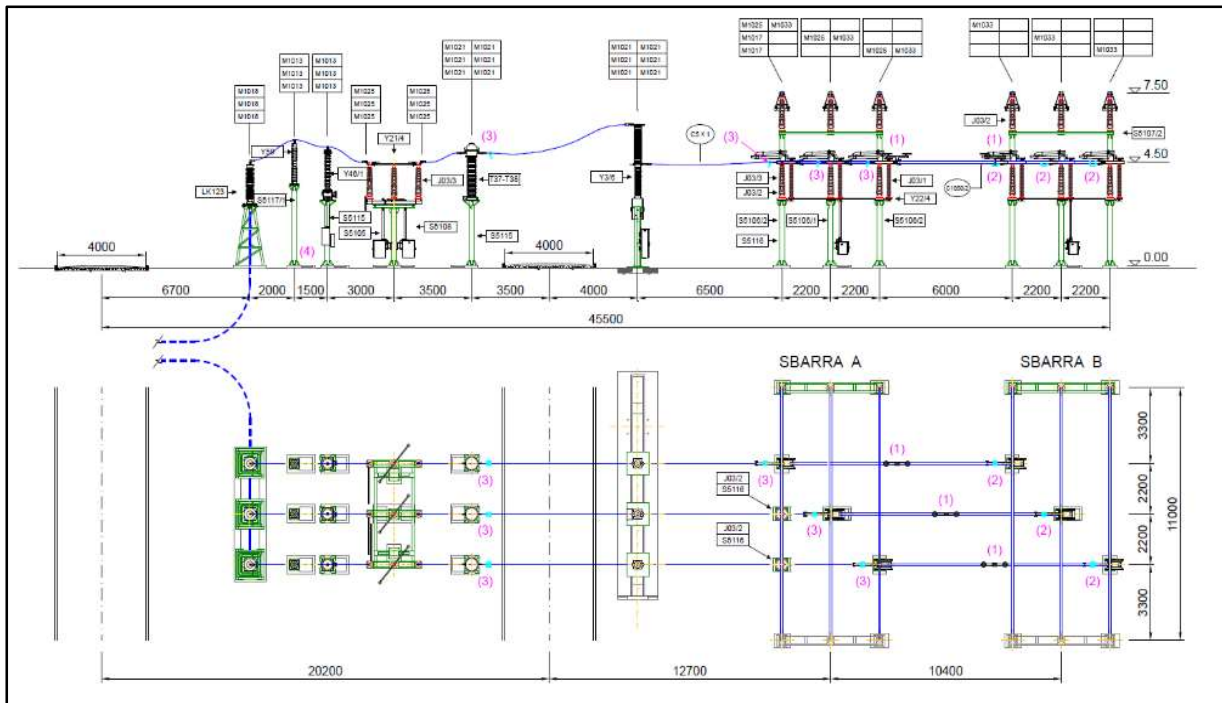 M1025 M1033
M1017
M1017
M1025 M1033
M1025 M1033
M1033
M1033
M1033
M1021 M1021
M1021 M1021
M1021 M1021
M1021 M1021
M1021 M1021
M1021 M1021
M1013
M1013
M1013
M1013
M1013
M1013
M1018
M1018
M1018
M1025
M1025
M1025
M1025
M1025
M1025
7.50
J03/2
S5107/2
Y21/4
(3)
C5 X 1
(3)
(1)
(1)
4.50
Y46/1
J03/3
T37-T38
Y3/6
(3)
(3)
(2)
(2)
(2)
LK123
S5117/1
J03/3
J03/2
J03/1
Y22/4
S5115
S5105
S5106
S5115
S5106/2
S5106/1
S5106/2
S5116
4000
(4)
4000
0.00
6700
2000
1500
3000
3500
3500
4000
6500
2200
2200
6000
2200
2200
45500
SBARRA A
SBARRA B
3300
2200
2200
3300
11000
(1)
(3)
(3)
(2)
J03/2
S5116
(1)
(3)
(3)
(2)
J03/2
S5116
(1)
(3)
(3)
(2)
20200
12700
10400